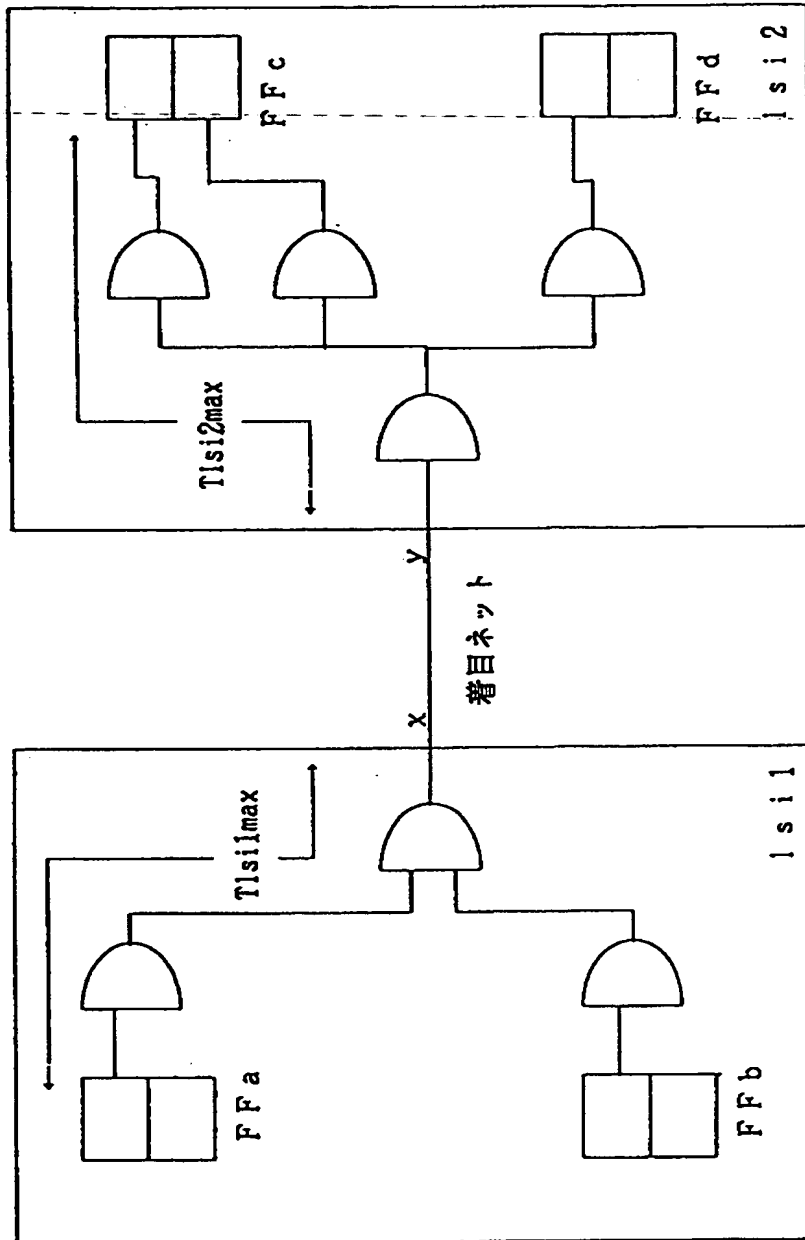 Tlsi1max
Tlsi2max
FFa
FFc
x
y
着目ネット
FFb
FFd
lsi1
lsi2